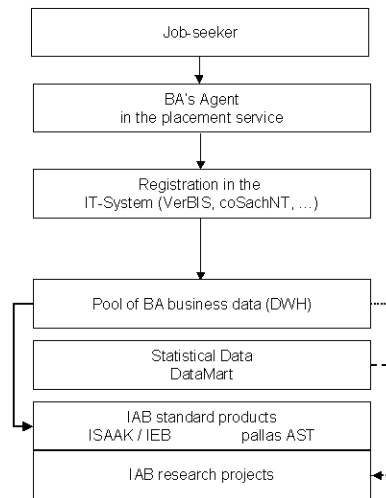 Job-seeker
BA's Agent
in the placement service
Registration in the
IT-System (VerBIS, coSachNT, ...)
Pool of BA business data (DWH)
Statistical Data
DataMart
IAB standard products
ISAAK / IEB pallas AST
IAB research projects